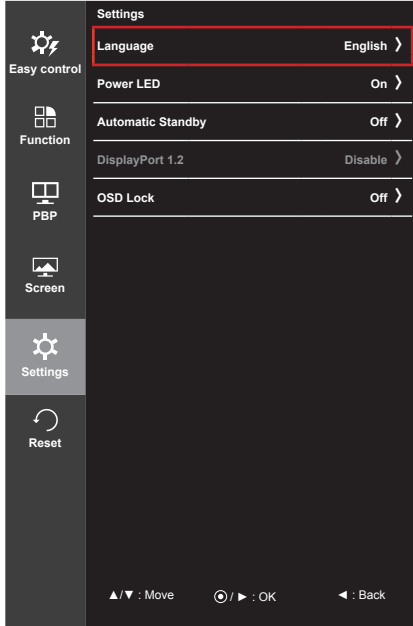 Settings
Easy control
Language English ❯
Power LED On ❯
Function
Automatic Standby Off ❯
DisplayPort 1.2 Disable ❯
PBP
OSD Lock Off ❯
Screen
Settings
Reset
▲/▼ : Move ⦿/ ► : OK ◄ : Back